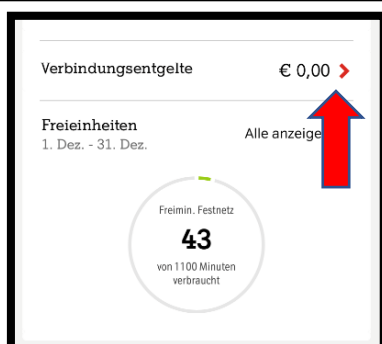 Verbindungsentgelte € 0,00
Freieinheiten Alle anzeige
1. Dez. - 31. Dez.
Freimin. Festnetz
43
von 1100 Minuten
verbraucht